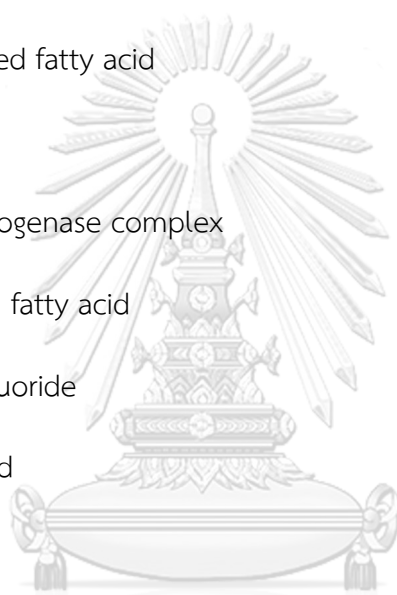 ed fatty acid
ogenase complex
fatty acid
uoride
d